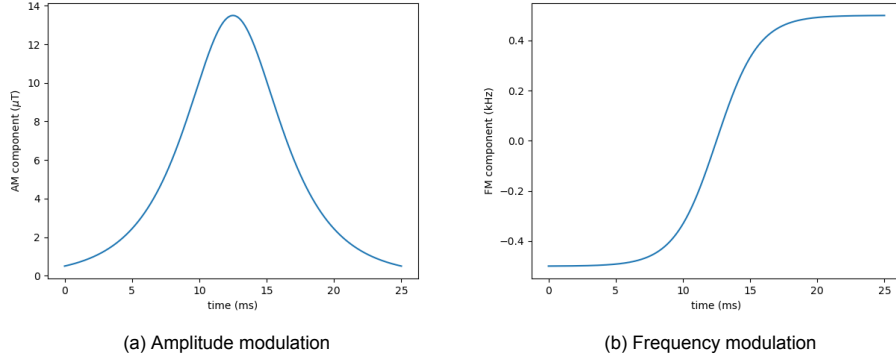 AM component (μT)
14
12
10
8
6
4
2
0
0 5 10 15 20 25
time (ms)
(a) Amplitude modulation
FM component (kHz)
0.4
0.2
0.0
−0.2
−0.4
0 5 10 15 20 25
time (ms)
(b) Frequency modulation